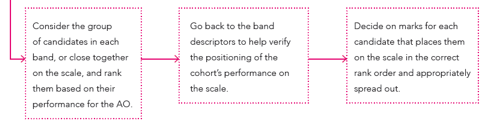 Consider the group
of candidates in each
band, or close together
on the scale, and rank
them based on their
performance for the AO.
Go back to the band
descriptors to help verify
the positioning of the
cohort's performance on
the scale.
Decide on marks for each
candidate that places them
on the scale in the correct
rank order and appropriately
spread out.